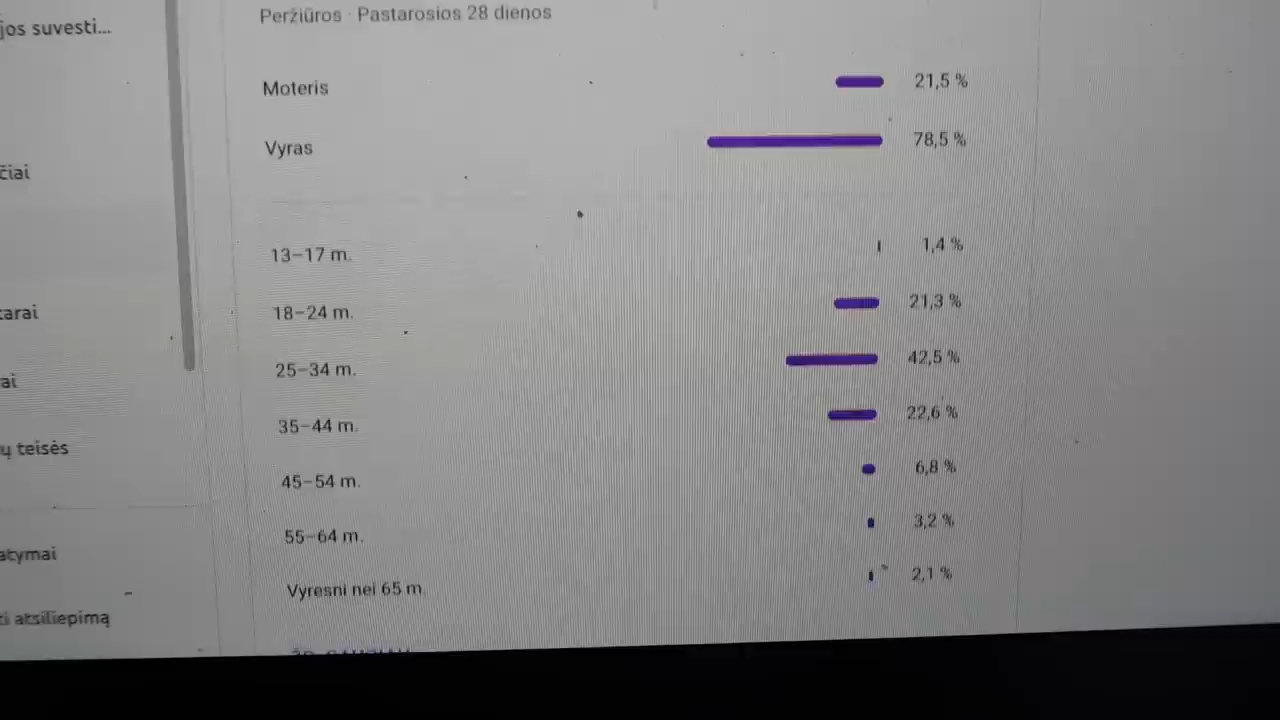 jos suvesti...
čiai
tarai
ai
ų teisės
atymai
ti atsiliepimą
Peržiūros · Pastarosios 28 dienos
Moteris 21,5 %
Vyras 78,5 %
13–17 m. 1,4 %
18–24 m. 21,3 %
25–34 m. 42,5 %
35–44 m. 22,6 %
45–54 m. 6,8 %
55–64 m. 3,2 %
Vyresni nei 65 m. 2,1 %